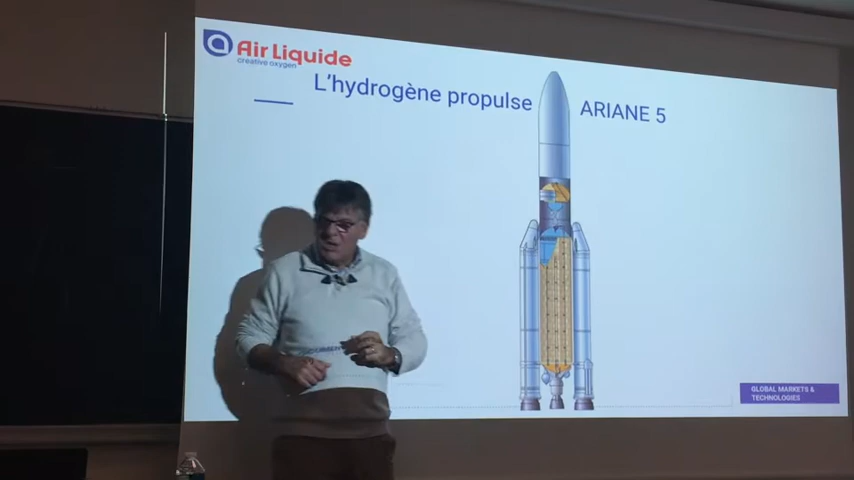 Air Liquide
creative oxygen
L'hydrogène propulse ARIANE 5
GLOBAL MARKETS &
TECHNOLOGIES